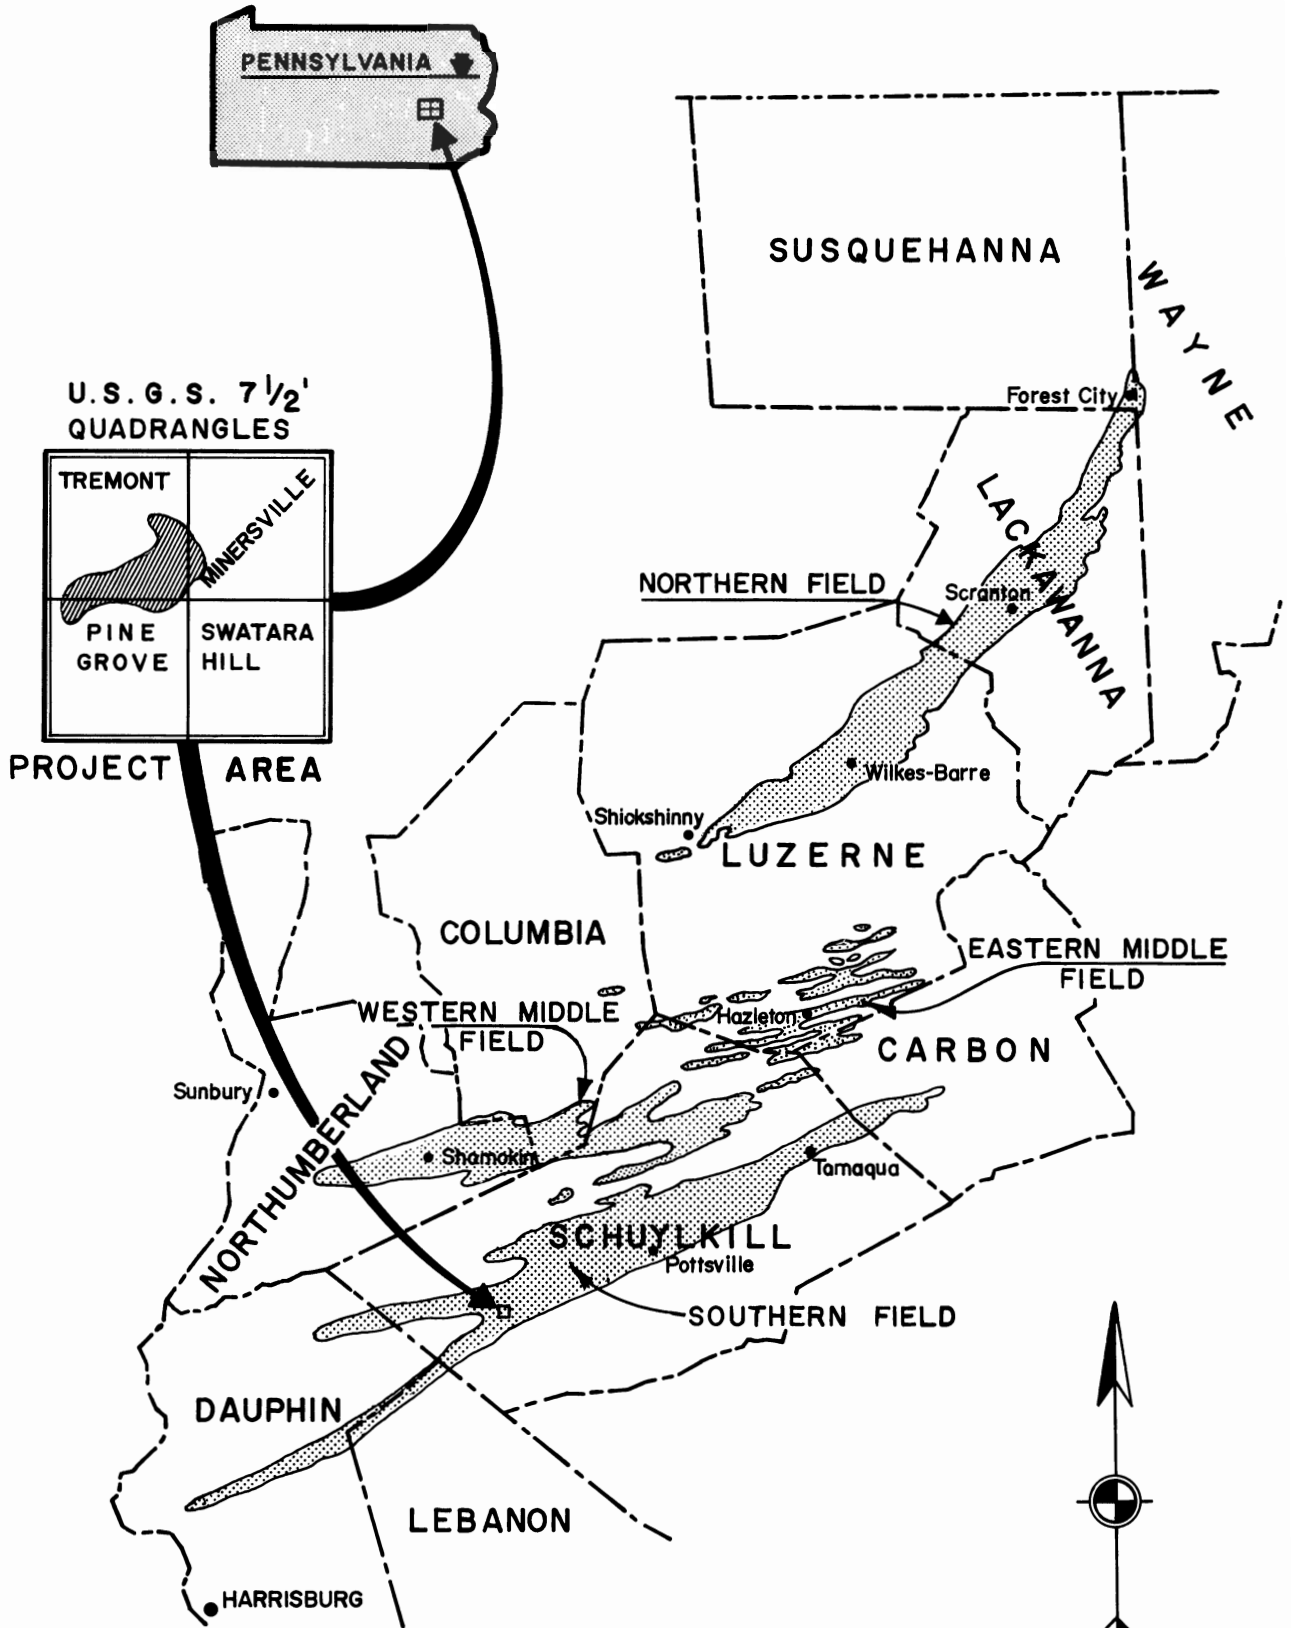 PENNSYLVANIA
SUSQUEHANNA
WAYNE
U.S.G.S. 7 1/2'
QUADRANGLES
TREMONT
MINERSVILLE
PINE
GROVE
SWATARA
HILL
PROJECT AREA
Forest City
LACKAWANNA
NORTHERN FIELD
Scranton
Wilkes-Barre
Shickshinny
LUZERNE
COLUMBIA
EASTERN MIDDLE
FIELD
WESTERN MIDDLE
FIELD
Hazleton
CARBON
Sunbury
NORTHUMBERLAND
Shamokin
Tamaqua
SCHUYLKILL
Pottsville
SOUTHERN FIELD
DAUPHIN
LEBANON
HARRISBURG